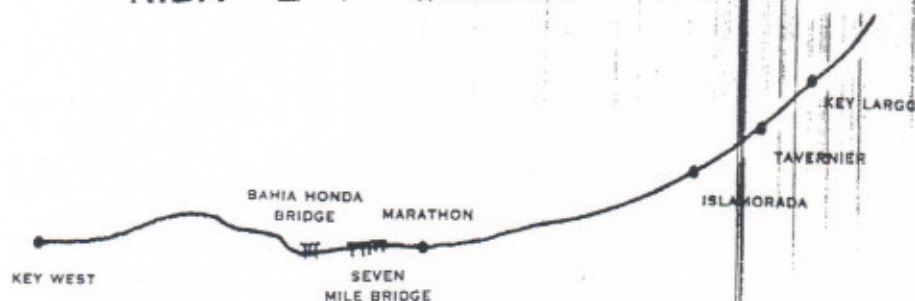 KEY LARGO
TAVERNIER
ISLAMORADA
BAHIA HONDA
BRIDGE
MARATHON
SEVEN
MILE BRIDGE
KEY WEST